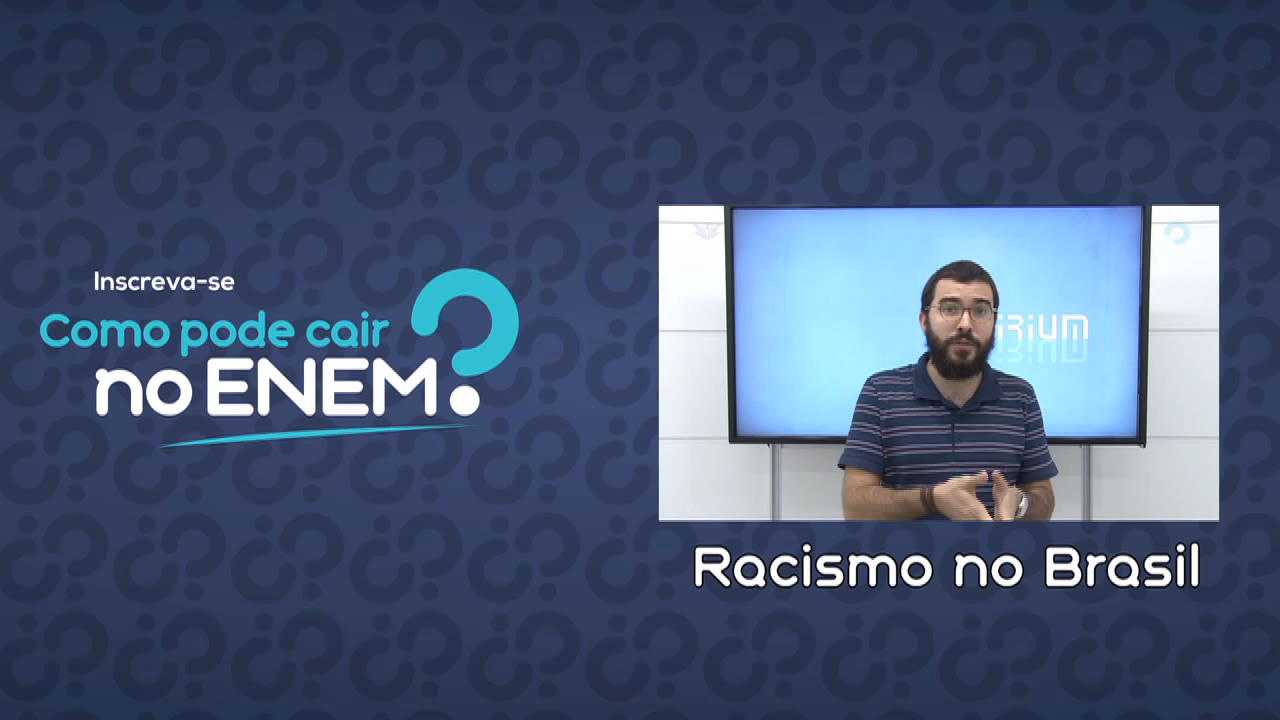 Inscreva-se
Como pode cair
no ENEM?
Racismo no Brasil